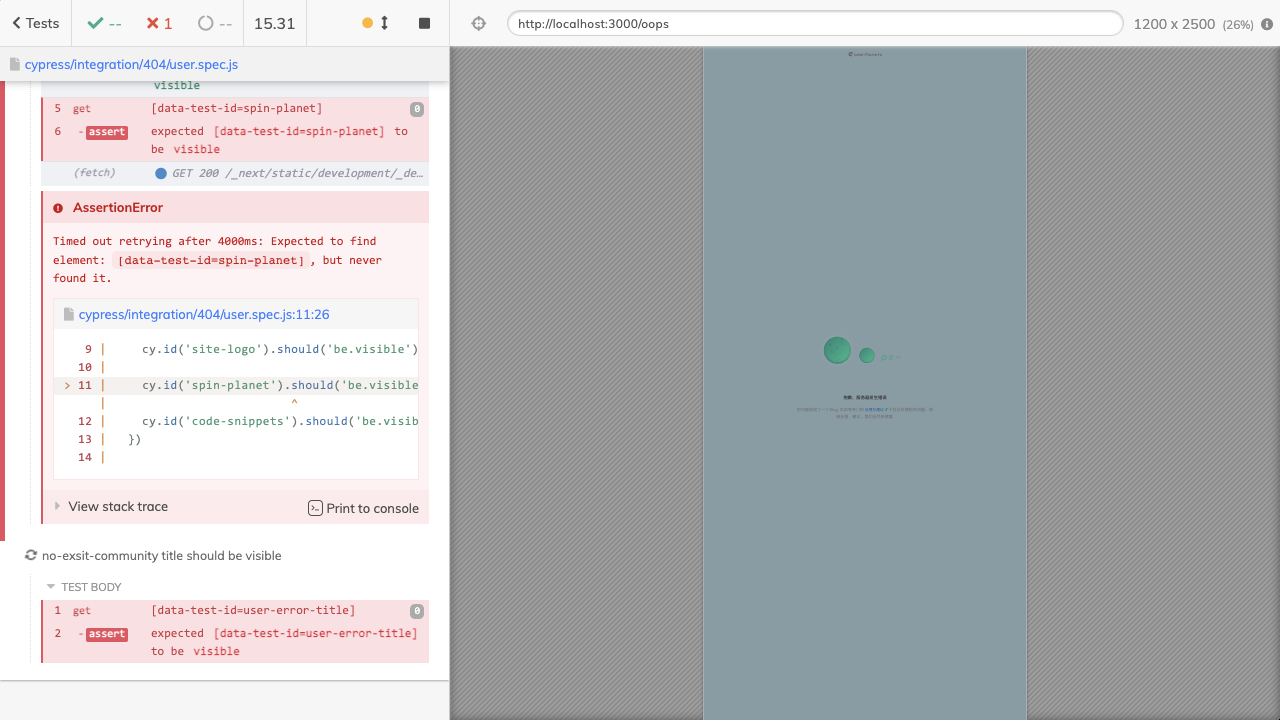 Tests
--
1
--
15.31
http://localhost:3000/oops
1200 x 2500 (26%)
cypress/integration/404/user.spec.js
visible
5 get [data-test-id=spin-planet] 0
6 -assert expected [data-test-id=spin-planet] to
be visible
(fetch) GET 200 /_next/static/development/_de…
AssertionError
Timed out retrying after 4000ms: Expected to find
element: [data-test-id=spin-planet], but never
found it.
cypress/integration/404/user.spec.js:11:26
9 | cy.id('site-logo').should('be.visible')
10 |
> 11 | cy.id('spin-planet').should('be.visible
| ^
12 | cy.id('code-snippets').should('be.visib
13 | })
14 |
View stack trace
Print to console
no-exsit-community title should be visible
TEST BODY
1 get [data-test-id=user-error-title] 0
2 -assert expected [data-test-id=user-error-title]
to be visible